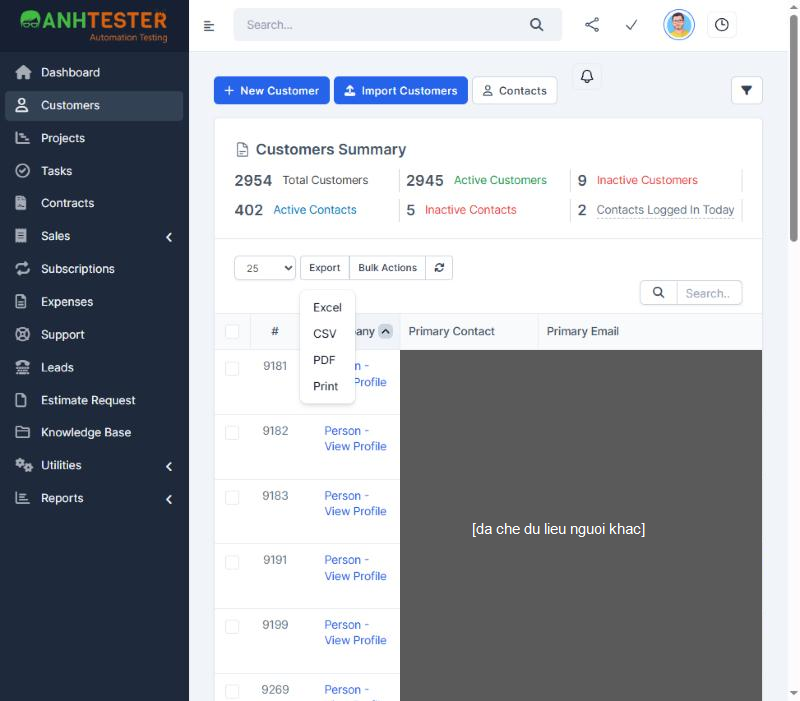 ANHTESTER
Automation Testing
Search...
Dashboard
Customers
Projects
Tasks
Contracts
Sales
Subscriptions
Expenses
Support
Leads
Estimate Request
Knowledge Base
Utilities
Reports
+ New Customer
Import Customers
Contacts
Customers Summary
2954 Total Customers
2945 Active Customers
9 Inactive Customers
402 Active Contacts
5 Inactive Contacts
2 Contacts Logged In Today
25
Export
Bulk Actions
Search..
Excel
CSV
PDF
Print
# any Primary Contact Primary Email
9181 n -
Profile
9182 Person -
View Profile
9183 Person -
View Profile
9191 Person -
View Profile
9199 Person -
View Profile
9269 Person -
View Profile
[da che du lieu nguoi khac]